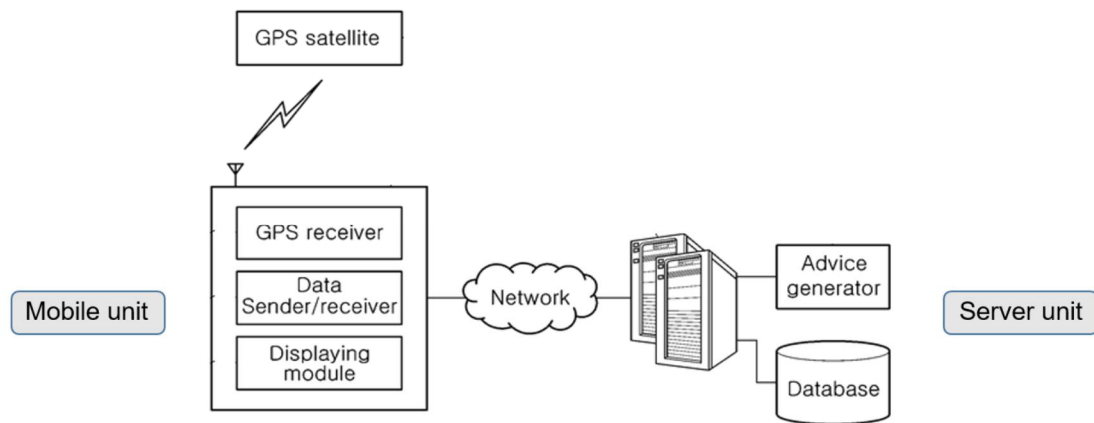 GPS satellite
GPS receiver
Data
Sender/receiver
Displaying
module
Mobile unit
Network
Advice
generator
Database
Server unit